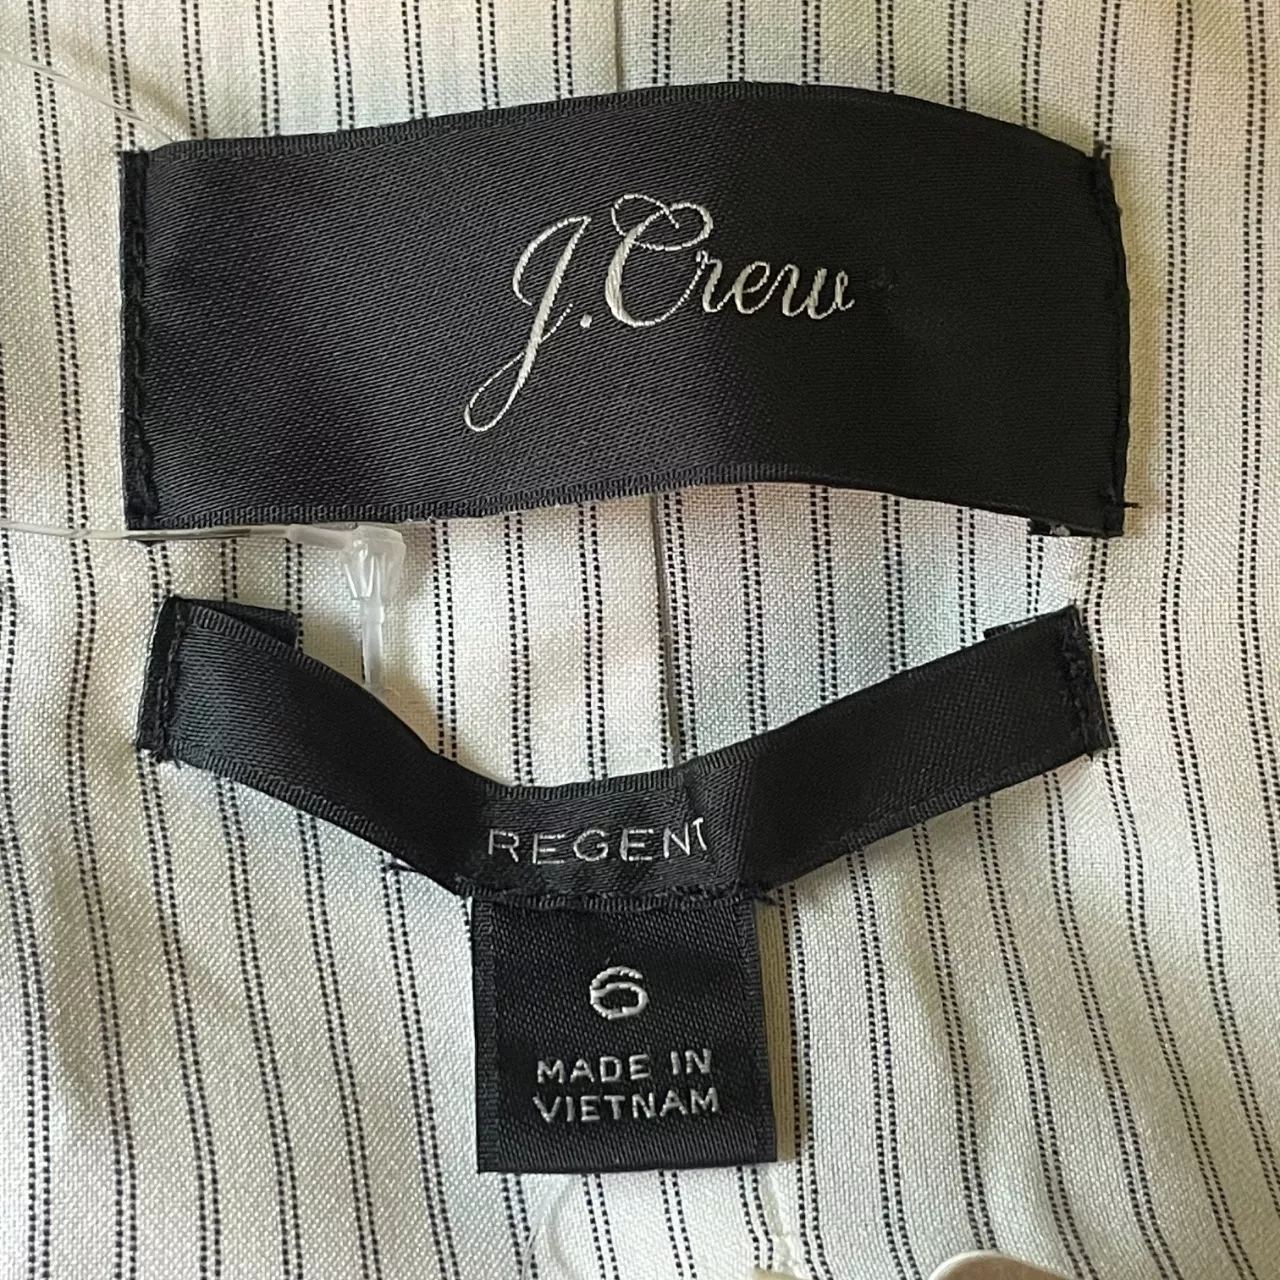 J.Crew
REGENT
6
MADE IN
VIETNAM